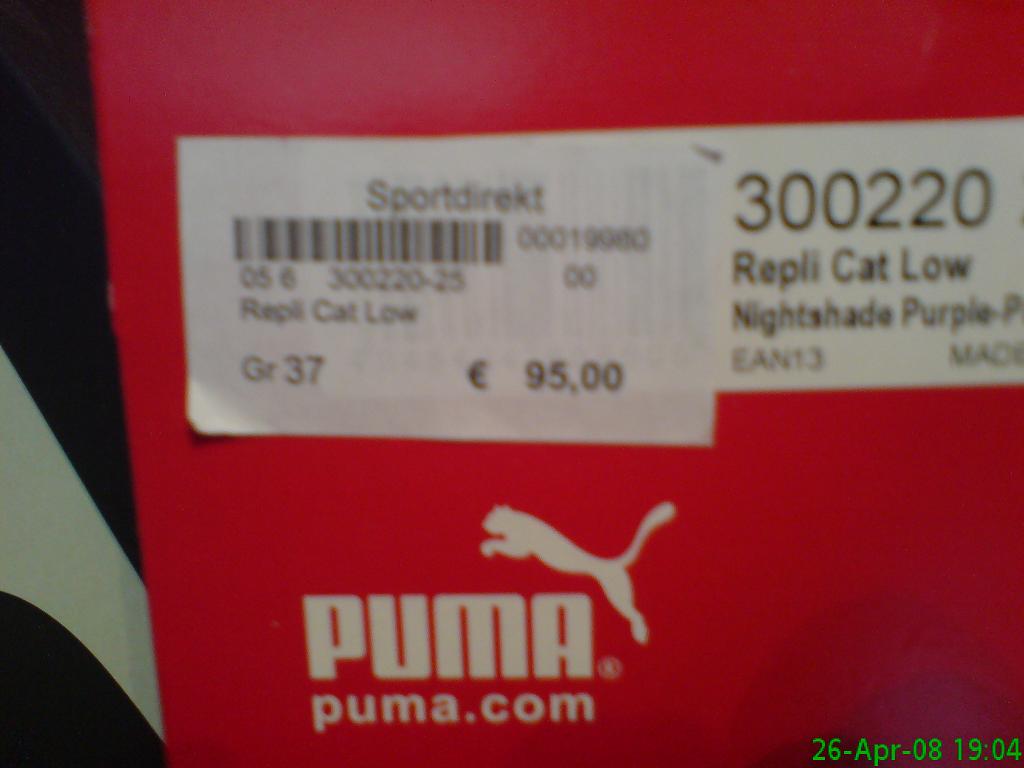 Sportdirekt
00019980
05 6 300220-25 00
Repli Cat Low
Gr 37 € 95,00
300220
Repli Cat Low
Nightshade Purple-P
EAN13 MADE
PUMA®
puma.com
26-Apr-08 19:04